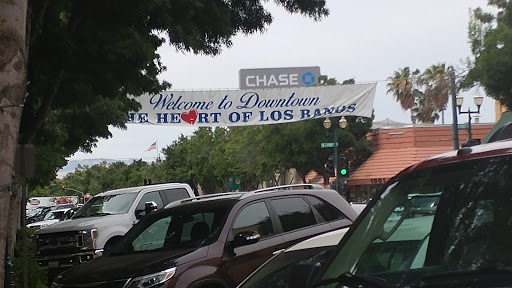 CHASE
Welcome to Downtown
HE HEART OF LOS BANOS